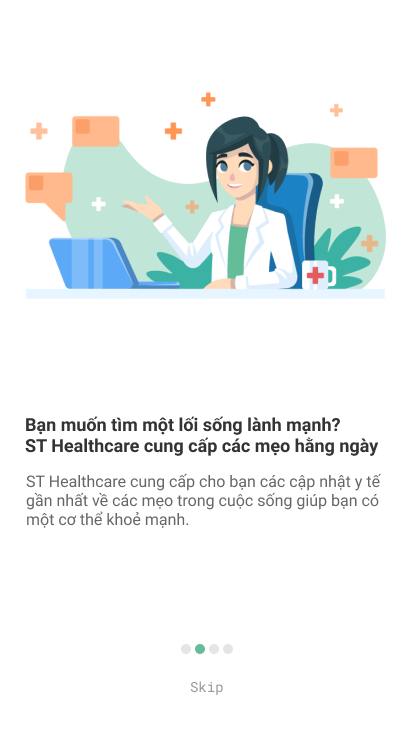 Bạn muốn tìm một lối sống lành mạnh?
ST Healthcare cung cấp các mẹo hằng ngày
ST Healthcare cung cấp cho bạn các cập nhật y tế
gần nhất về các mẹo trong cuộc sống giúp bạn có
một cơ thể khoẻ mạnh.
Skip